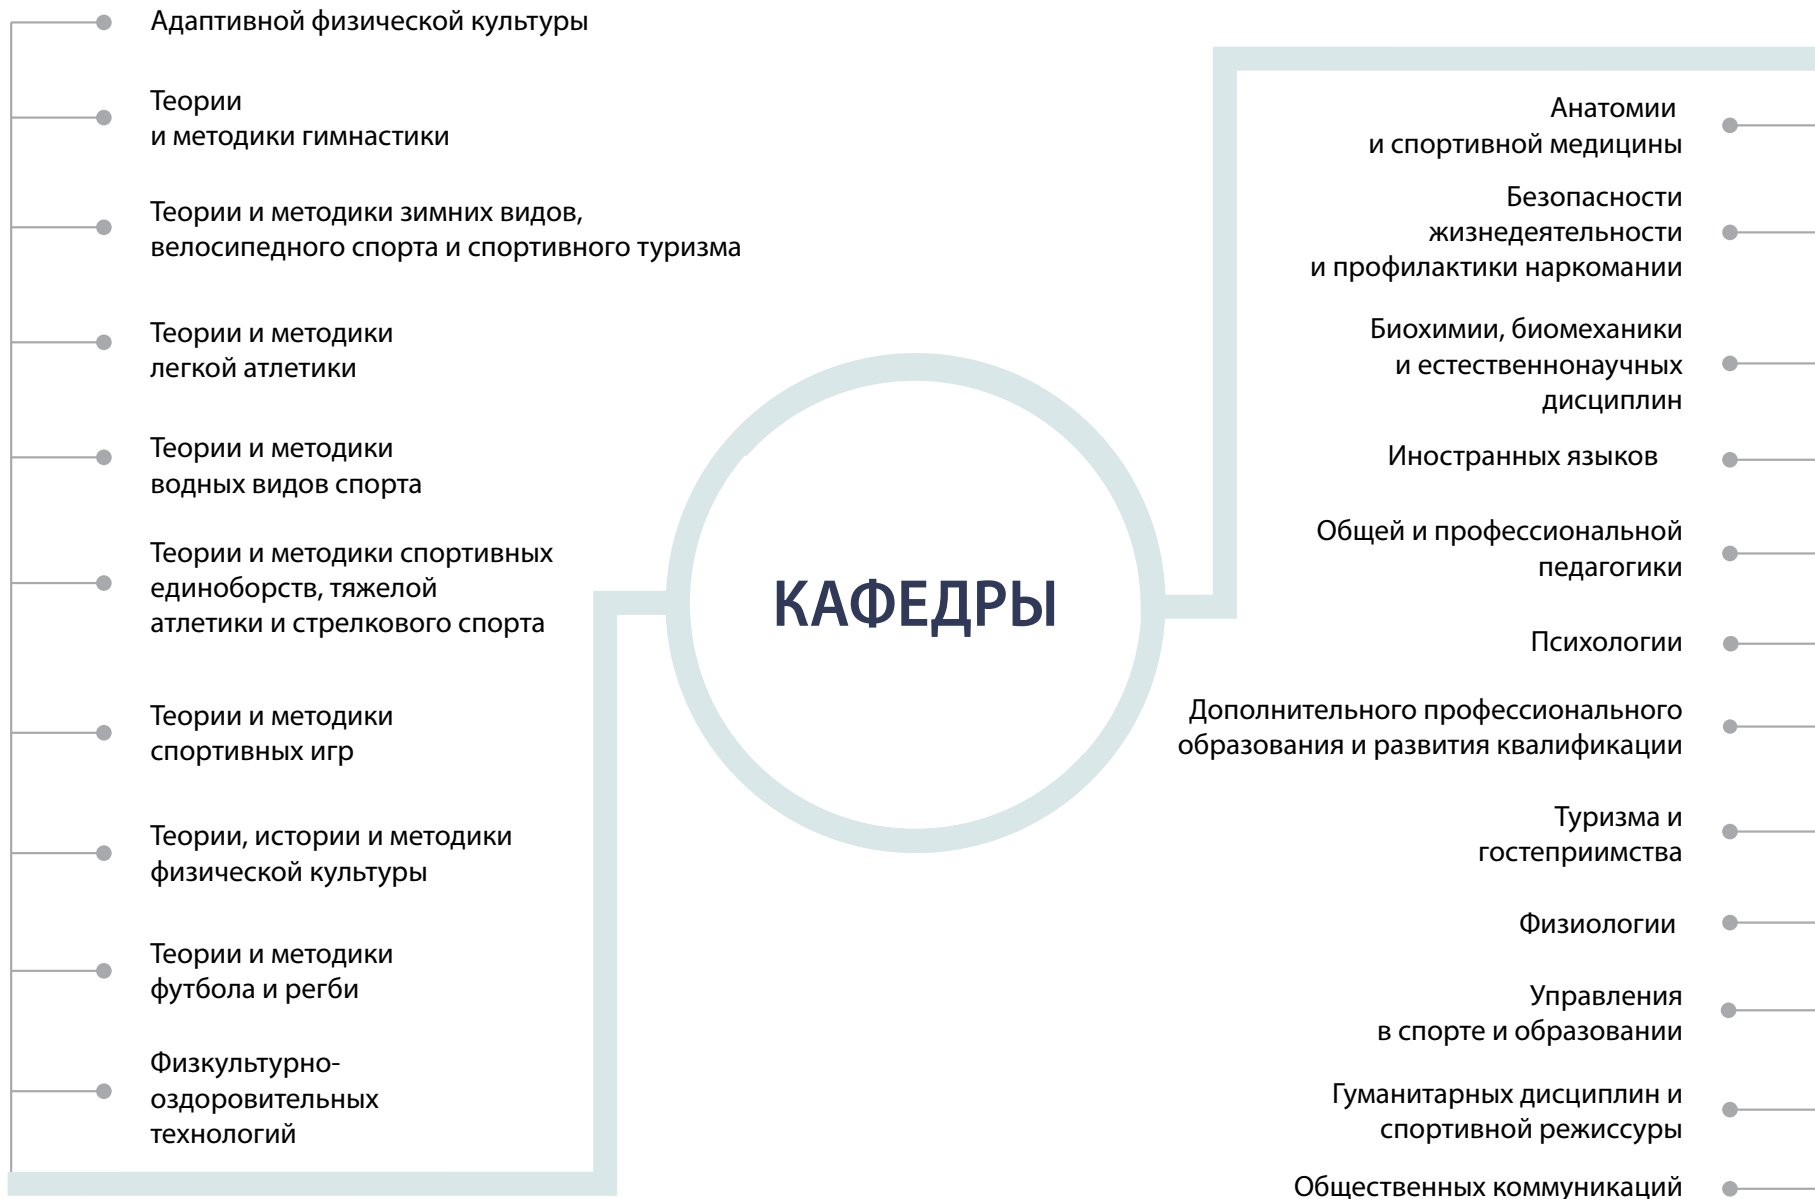 Адаптивной физической культуры
Теории
и методики гимнастики
Теории и методики зимних видов,
велосипедного спорта и спортивного туризма
Теории и методики
легкой атлетики
Теории и методики
водных видов спорта
Теории и методики спортивных
единоборств, тяжелой
атлетики и стрелкового спорта
Теории и методики
спортивных игр
Теории, истории и методики
физической культуры
Теории и методики
футбола и регби
Физкультурно-
оздоровительных
технологий
КАФЕДРЫ
Анатомии
и спортивной медицины
Безопасности
жизнедеятельности
и профилактики наркомании
Биохимии, биомеханики
и естественнонаучных
дисциплин
Иностранных языков
Общей и профессиональной
педагогики
Психологии
Дополнительного профессионального
образования и развития квалификации
Туризма и
гостеприимства
Физиологии
Управления
в спорте и образовании
Гуманитарных дисциплин и
спортивной режиссуры
Общественных коммуникаций